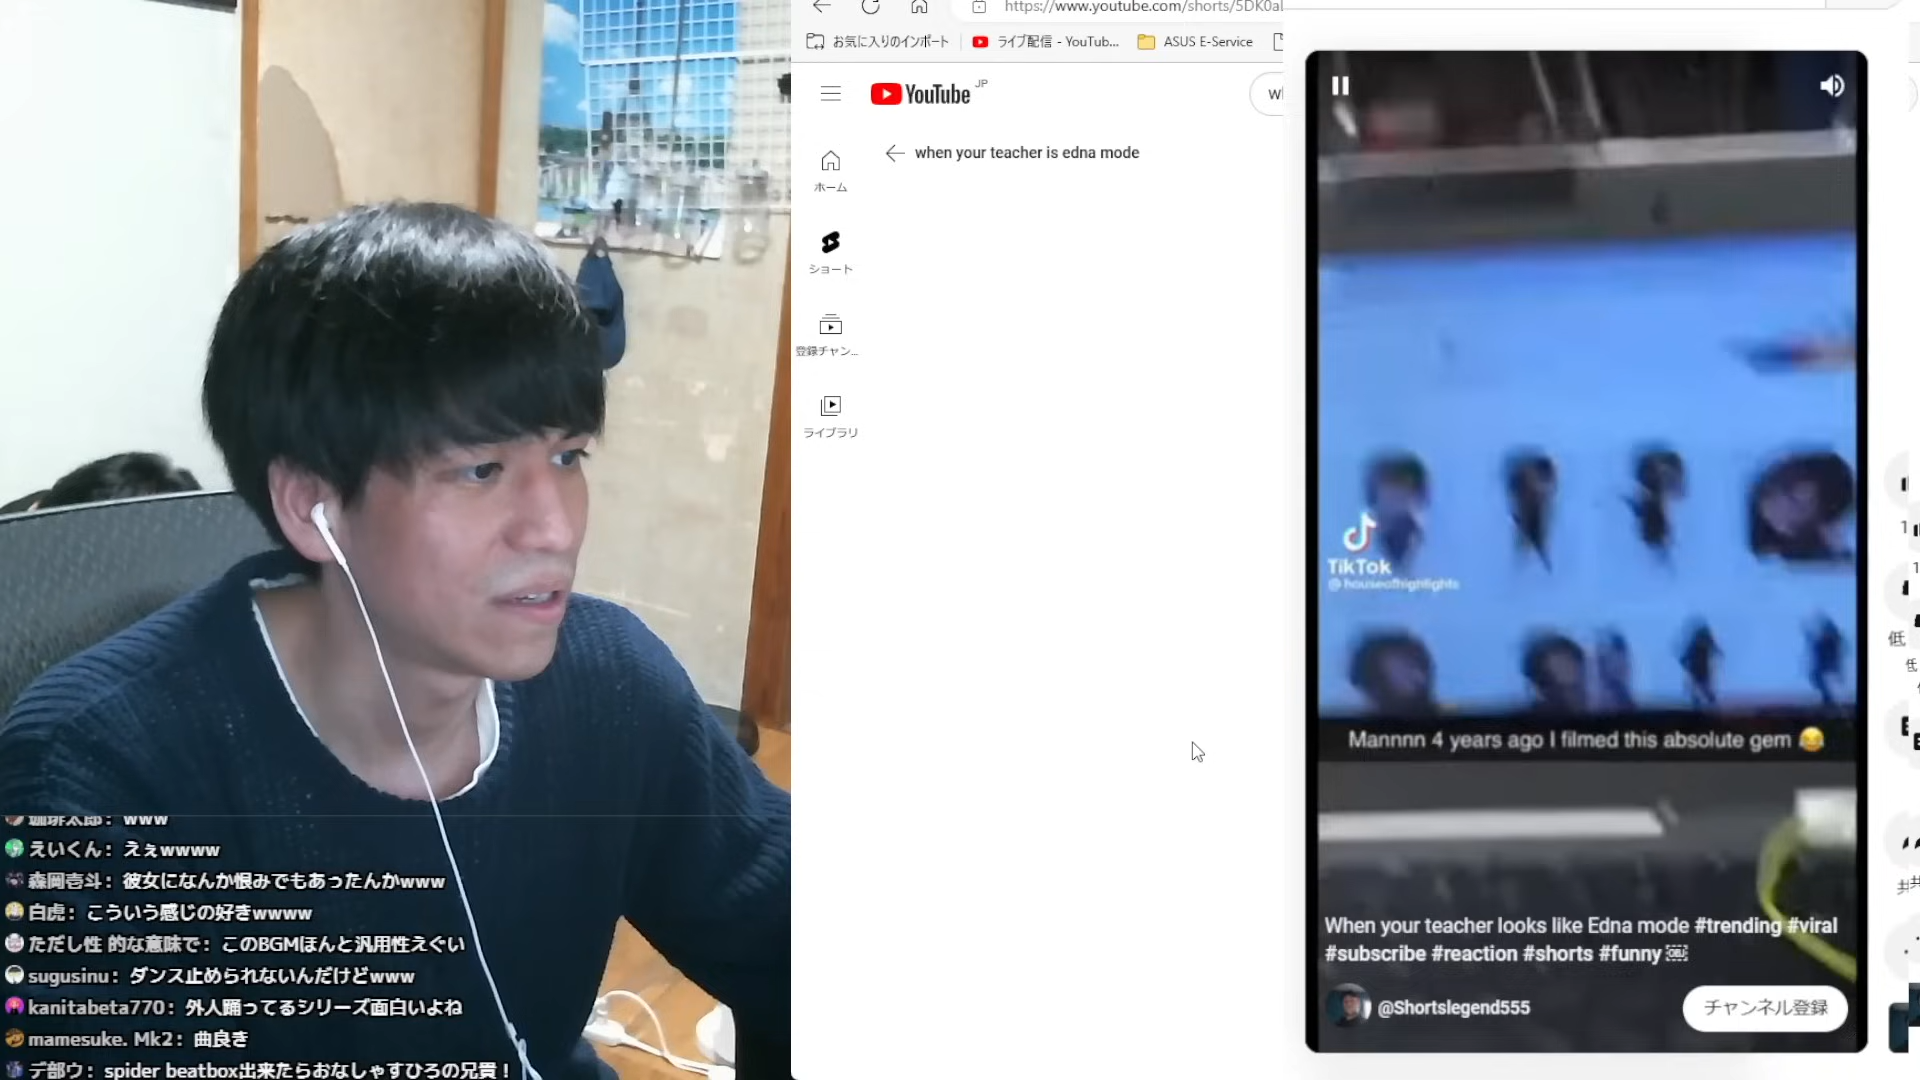 https://www.youtube.com/shorts/5DK0a
お気に入りのインポート
ライブ配信 - YouTub...
ASUS E-Service
YouTube JP
wl
when your teacher is edna mode
ホーム
ショート
登録チャン...
ライブラリ
TikTok
@houseofhighlights
Mannnn 4 years ago I filmed this absolute gem 😂
When your teacher looks like Edna mode #trending #viral
#subscribe #reaction #shorts #funny
@Shortslegend555
チャンネル登録
珈琲太郎: www
えいくん: えぇwwww
森岡壱斗: 彼女になんか恨みでもあったんかwww
白虎: こういう感じの好きwwww
ただし性 的な意味で: このBGMほんと汎用性えぐい
sugusinu: ダンス止められないんだけどwww
kanitabeta770: 外人踊ってるシリーズ面白いよね
mamesuke. Mk2: 曲良き
デ部ウ: spider beatbox出来たらおなしゃすひろの兄貴！
低
低
共